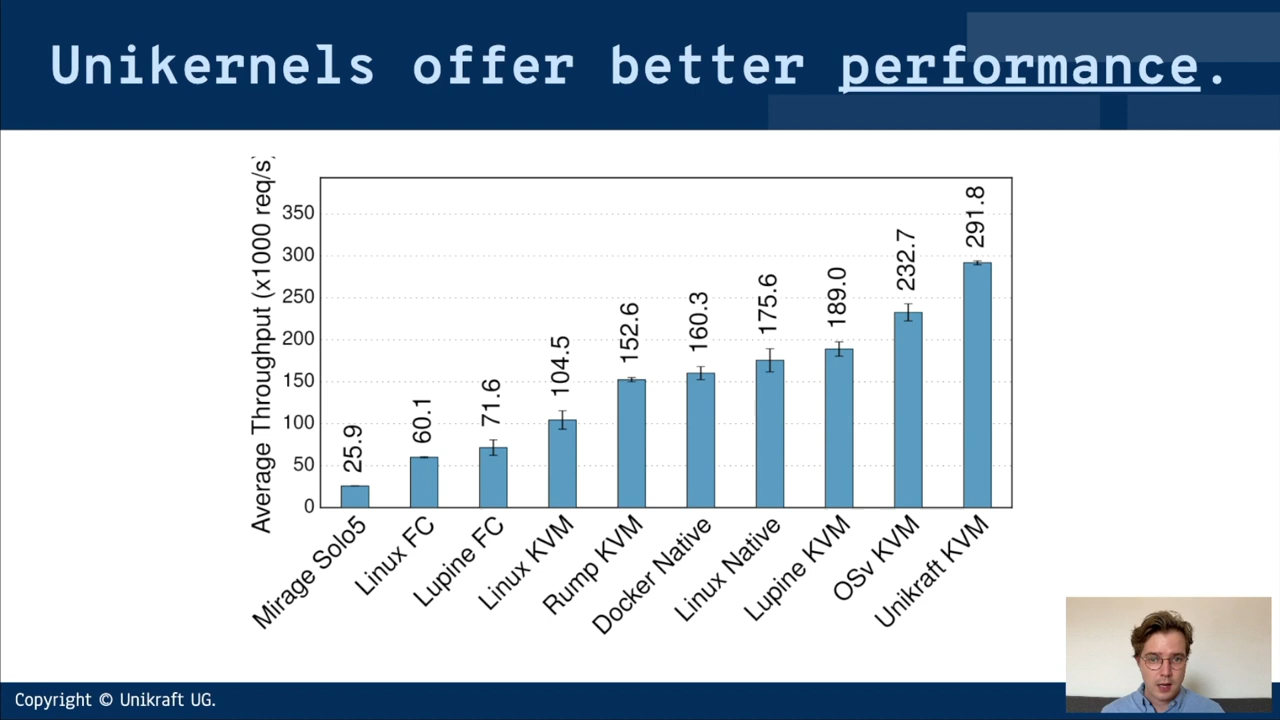 Unikernels offer better performance.
Average Throughput (x1000 req/s)
350
300
250
200
150
100
50
0
25.9
60.1
71.6
104.5
152.6
160.3
175.6
189.0
232.7
291.8
Mirage Solo5
Linux FC
Lupine FC
Linux KVM
Rump KVM
Docker Native
Linux Native
Lupine KVM
OSv KVM
Unikraft KVM
Copyright © Unikraft UG.